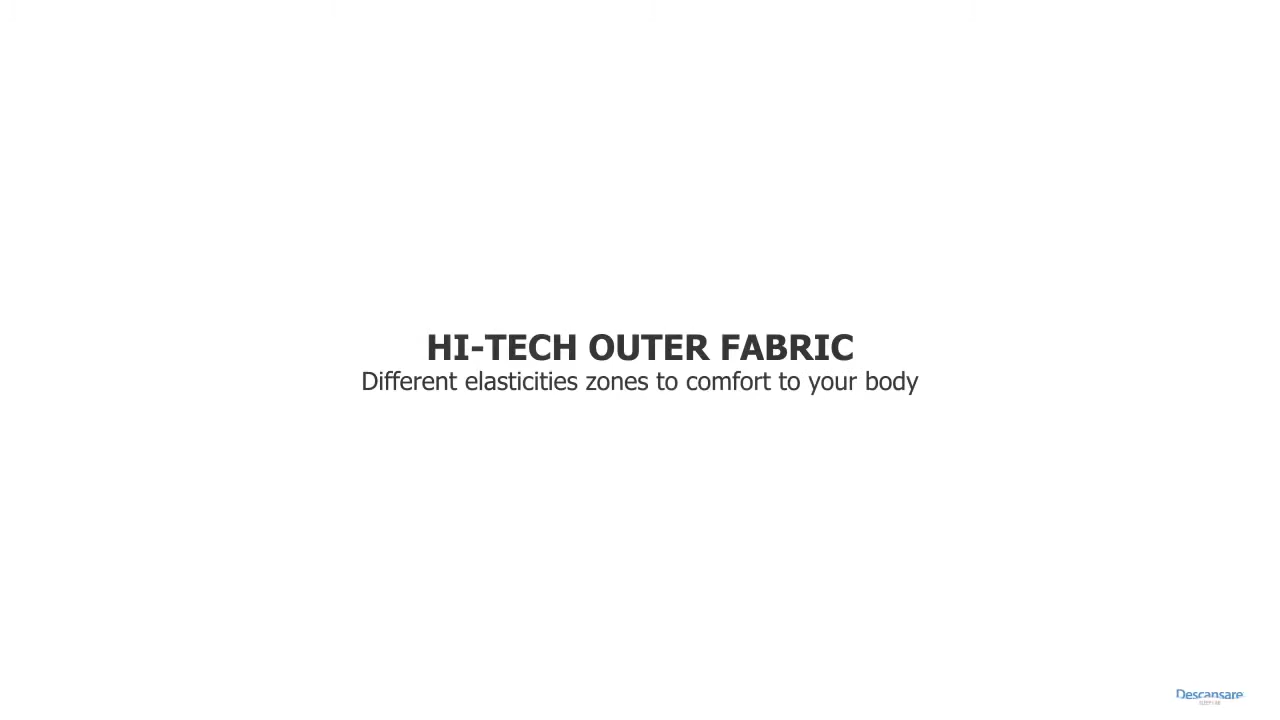 HI-TECH OUTER FABRIC
Different elasticities zones to comfort to your body
Descansare